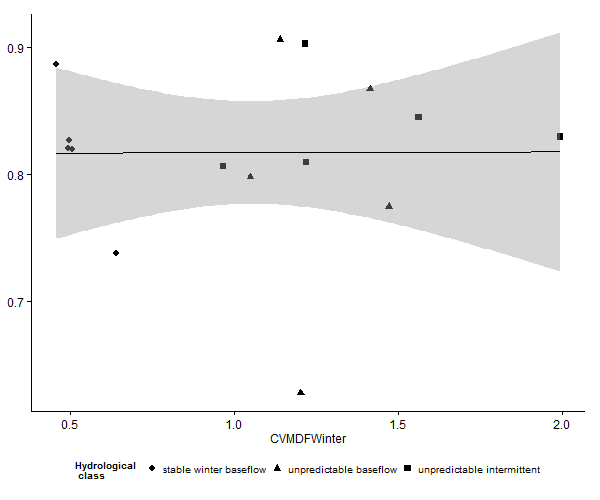 0.9
0.8
0.7
0.5 1.0 1.5 2.0
CVMDFWinter
Hydrological
class
stable winter baseflow unpredictable baseflow unpredictable intermittent